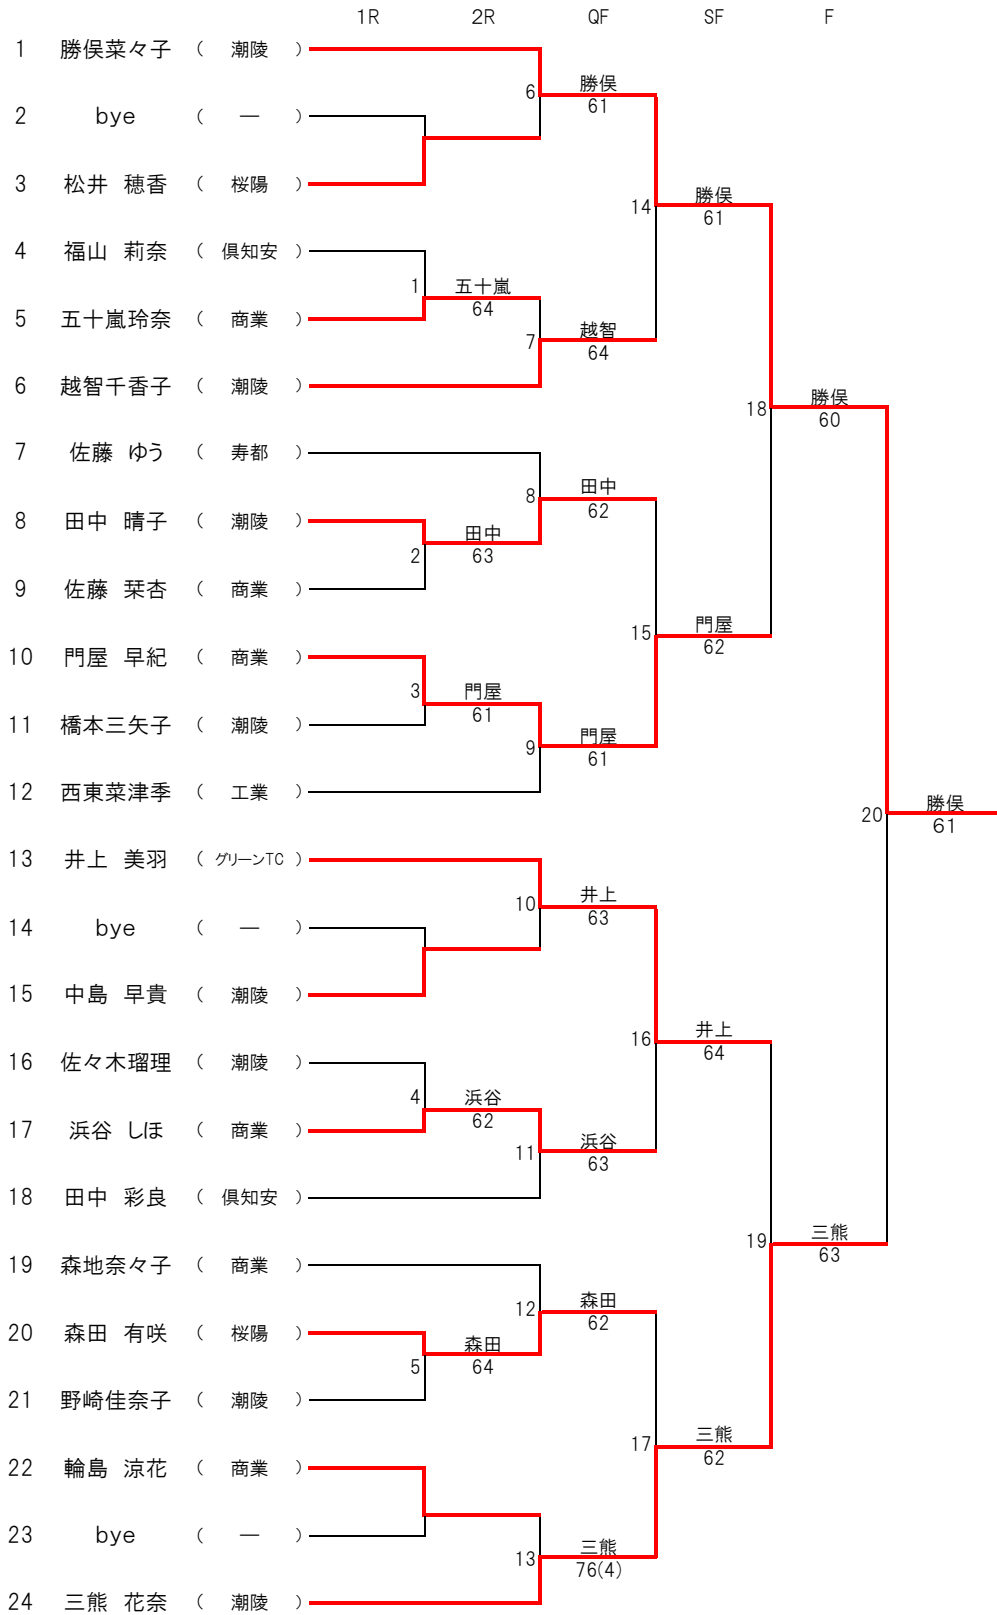 1R 2R QF SF F
1 勝俣菜々子 ( 潮陵 )
6 勝俣
61
2 bye ( — )
3 松井 穂香 ( 桜陽 )
14 勝俣
61
4 福山 莉奈 ( 倶知安 )
1 五十嵐
64
5 五十嵐玲奈 ( 商業 )
7 越智
64
6 越智千香子 ( 潮陵 )
18 勝俣
60
7 佐藤 ゆう ( 寿都 )
8 田中
62
8 田中 晴子 ( 潮陵 )
2 田中
63
9 佐藤 栞杏 ( 商業 )
15 門屋
62
10 門屋 早紀 ( 商業 )
3 門屋
61
11 橋本三矢子 ( 潮陵 )
9 門屋
61
12 西東菜津季 ( 工業 )
20 勝俣
61
13 井上 美羽 ( グリーンTC )
10 井上
63
14 bye ( — )
15 中島 早貴 ( 潮陵 )
16 井上
64
16 佐々木瑠理 ( 潮陵 )
4 浜谷
62
17 浜谷 しほ ( 商業 )
11 浜谷
63
18 田中 彩良 ( 倶知安 )
19 三熊
63
19 森地奈々子 ( 商業 )
12 森田
62
20 森田 有咲 ( 桜陽 )
5 森田
64
21 野崎佳奈子 ( 潮陵 )
17 三熊
62
22 輪島 涼花 ( 商業 )
23 bye ( — )
13 三熊
76(4)
24 三熊 花奈 ( 潮陵 )